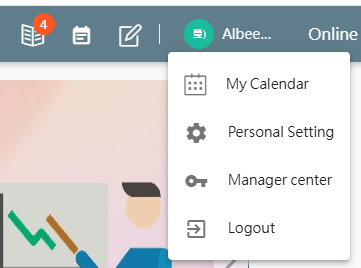 4
Albee... Online
My Calendar
Personal Setting
Manager center
Logout